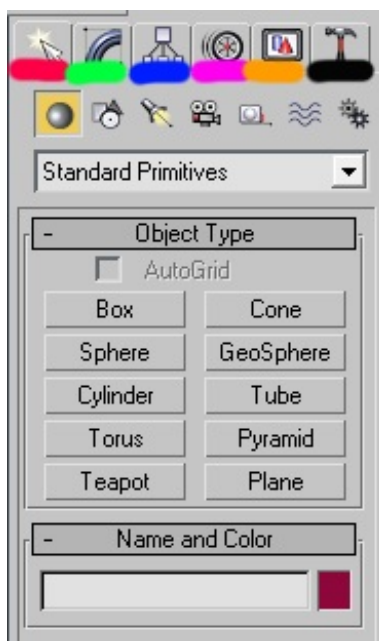 Standard Primitives
- Object Type
AutoGrid
Box Cone
Sphere GeoSphere
Cylinder Tube
Torus Pyramid
Teapot Plane
- Name and Color